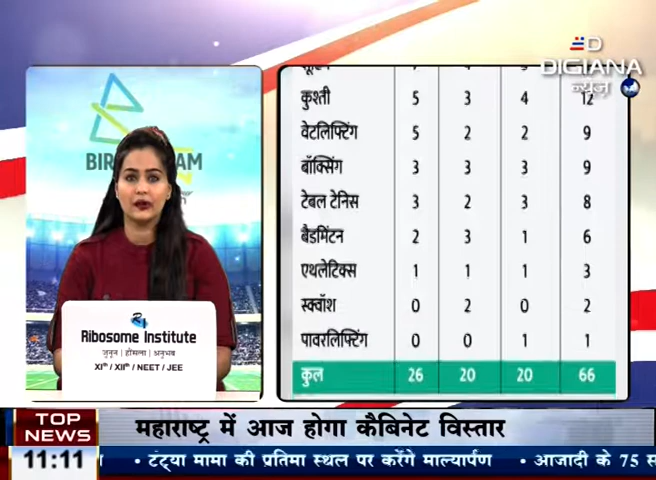 D
DIGIANA
न्यूज़
BIR
AM
कुश्ती 5 3 4 12
वेटलिफ्टिंग 5 2 2 9
बॉक्सिंग 3 3 3 9
टेबल टेनिस 3 2 3 8
बैडमिंटन 2 3 1 6
एथलेटिक्स 1 1 1 3
स्क्वॉश 0 2 0 2
पावरलिफ्टिंग 0 0 1 1
कुल 26 20 20 66
Ribosome Institute
जुनून | हौंसला | अनुभव
XIth / XIIth / NEET / JEE
TOP NEWS
महाराष्ट्र में आज होगा कैबिनेट विस्तार
11:11
• टंट्या मामा की प्रतिमा स्थल पर करेंगे माल्यार्पण • आजादी के 75